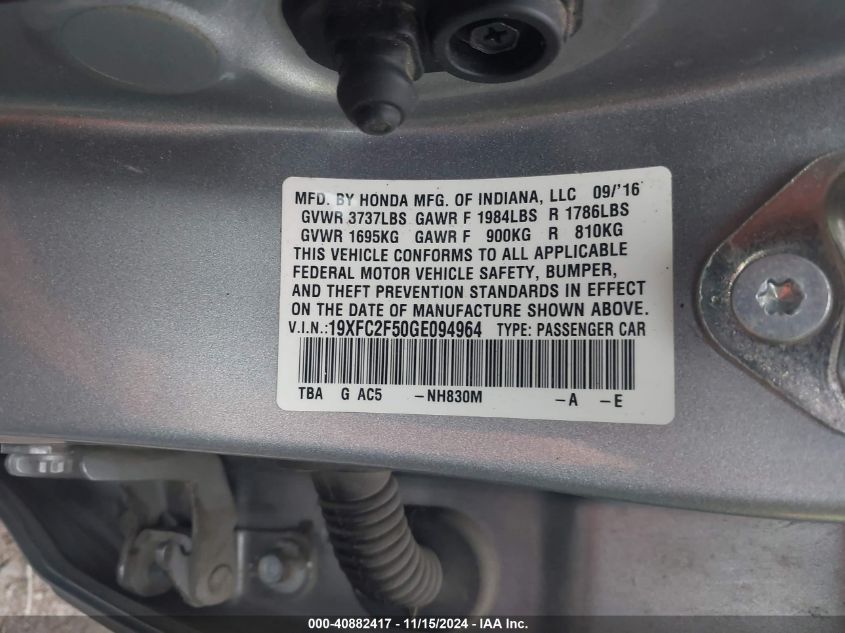 MFD. BY HONDA MFG. OF INDIANA, LLC 09/'16
GVWR 3737LBS GAWR F 1984LBS R 1786LBS
GVWR 1695KG GAWR F 900KG R 810KG
THIS VEHICLE CONFORMS TO ALL APPLICABLE
FEDERAL MOTOR VEHICLE SAFETY, BUMPER,
AND THEFT PREVENTION STANDARDS IN EFFECT
ON THE DATE OF MANUFACTURE SHOWN ABOVE.
V.I.N.:19XFC2F50GE094964 TYPE: PASSENGER CAR
TBA G AC5 -NH830M -A -E
000-40882417 - 11/15/2024 - IAA Inc.